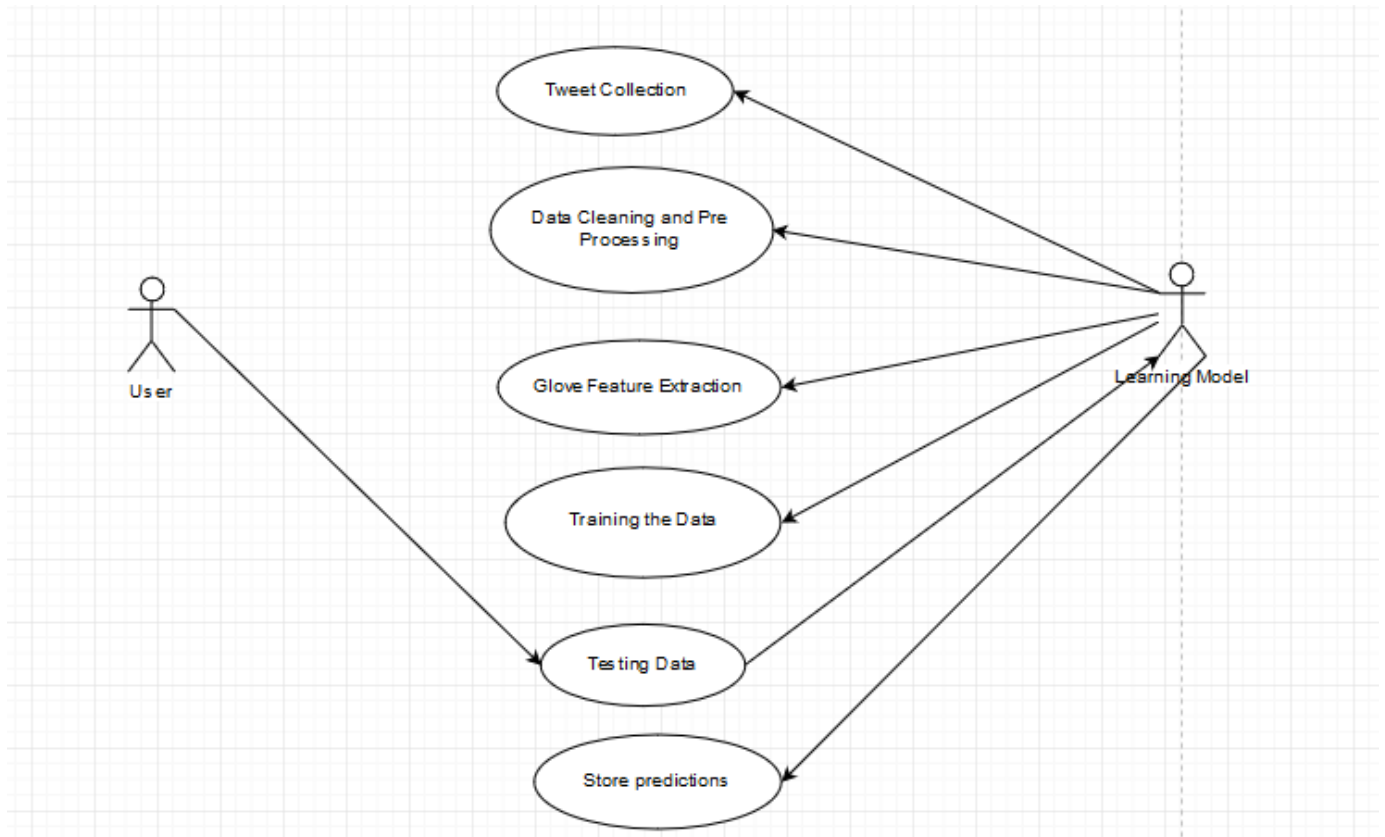 Tweet Collection
Data Cleaning and Pre
Processing
User
Learning Model
Glove Feature Extraction
Training the Data
Testing Data
Store predictions